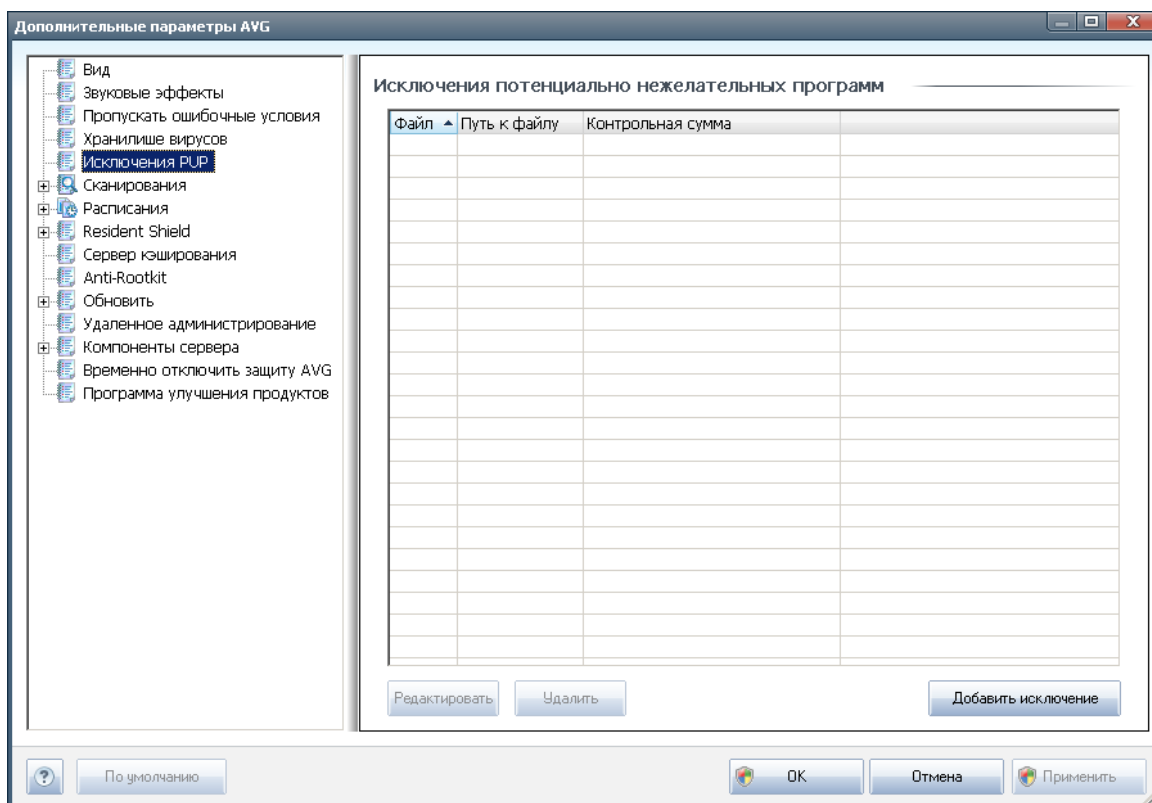 Дополнительные параметры AVG
Вид
Звуковые эффекты
Пропускать ошибочные условия
Хранилише вирусов
Исключения PUP
Сканирования
Расписания
Resident Shield
Сервер кэширования
Anti-Rootkit
Обновить
Удаленное администрирование
Компоненты сервера
Временно отключить защиту AVG
Программа улучшения продуктов
Исключения потенциально нежелательных программ
Файл Путь к файлу Контрольная сумма
Редактировать Удалить Добавить исключение
? По умолчанию OK Отмена Применить